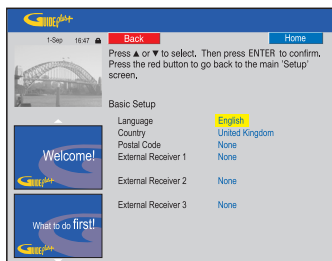 GUIDEplus+
1-Sep 16:47 Back Home
Press ▲ or ▼ to select. Then press ENTER to confirm.
Press the red button to go back to the main 'Setup'
screen.
Basic Setup
Language English
Country United Kingdom
Postal Code None
External Receiver 1 None
External Receiver 2 None
External Receiver 3 None
Welcome!
GUIDEplus+
What to do first!
GUIDEplus+